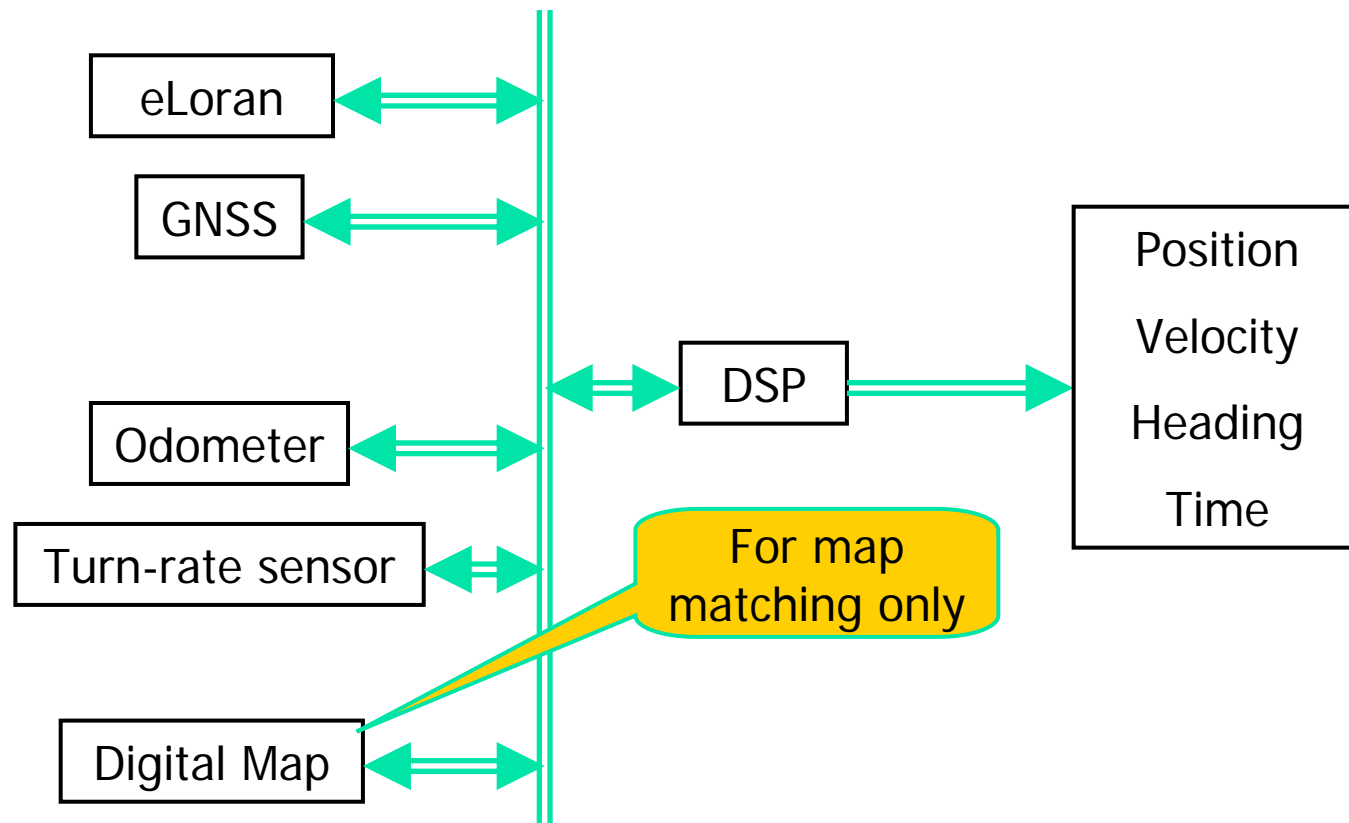 eLoran
GNSS
Odometer
Turn-rate sensor
Digital Map
For map
matching only
DSP
Position
Velocity
Heading
Time